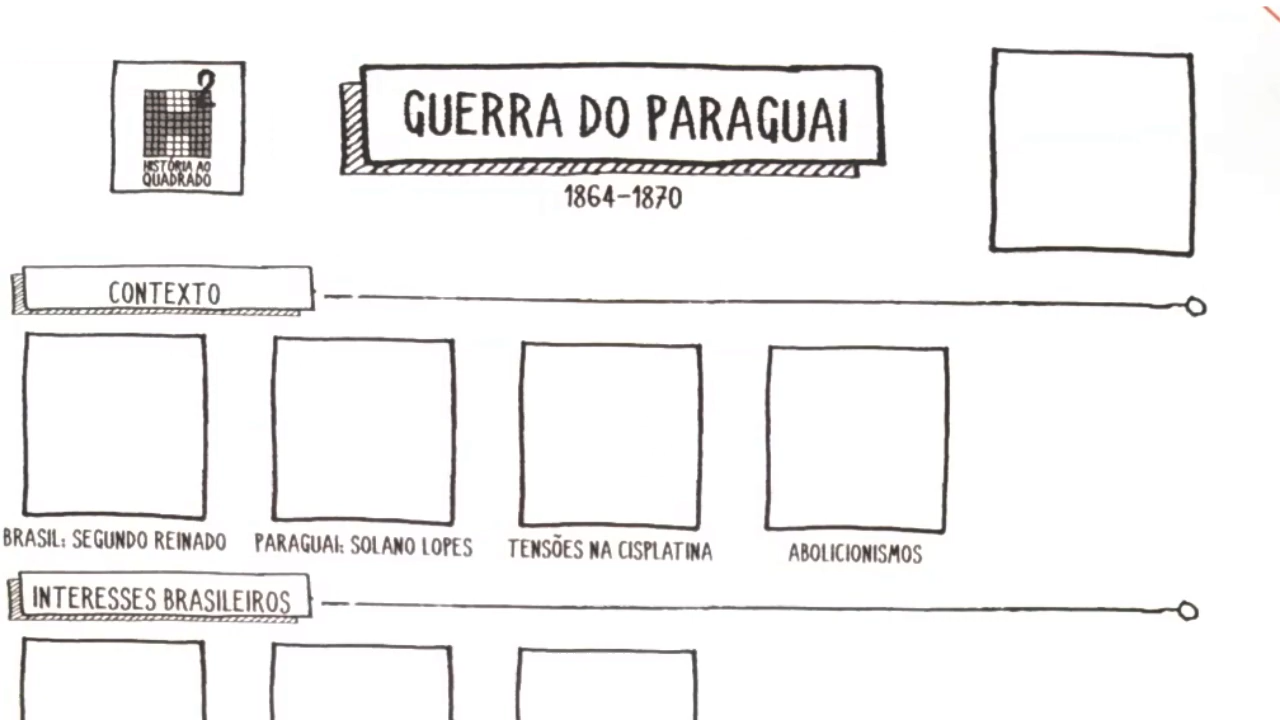 2
HISTÓRIA AO
QUADRADO
GUERRA DO PARAGUAI
1864-1870
CONTEXTO
BRASIL: SEGUNDO REINADO
PARAGUAI: SOLANO LOPES
TENSÕES NA CISPLATINA
ABOLICIONISMOS
INTERESSES BRASILEIROS